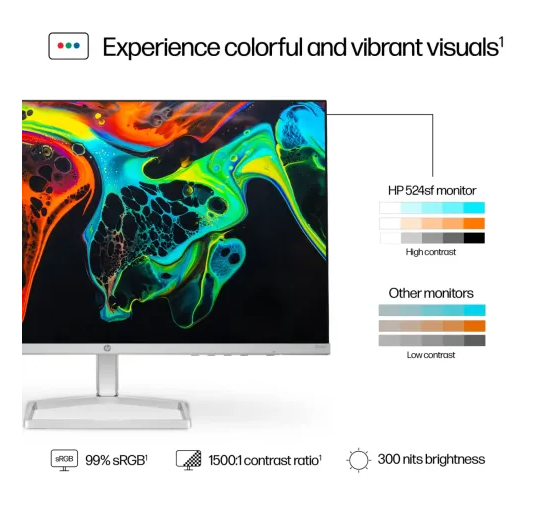 Experience colorful and vibrant visuals¹
HP 524sf monitor
High contrast
Other monitors
Low contrast
hp
sRGB
99% sRGB¹
1500:1 contrast ratio¹
300 nits brightness